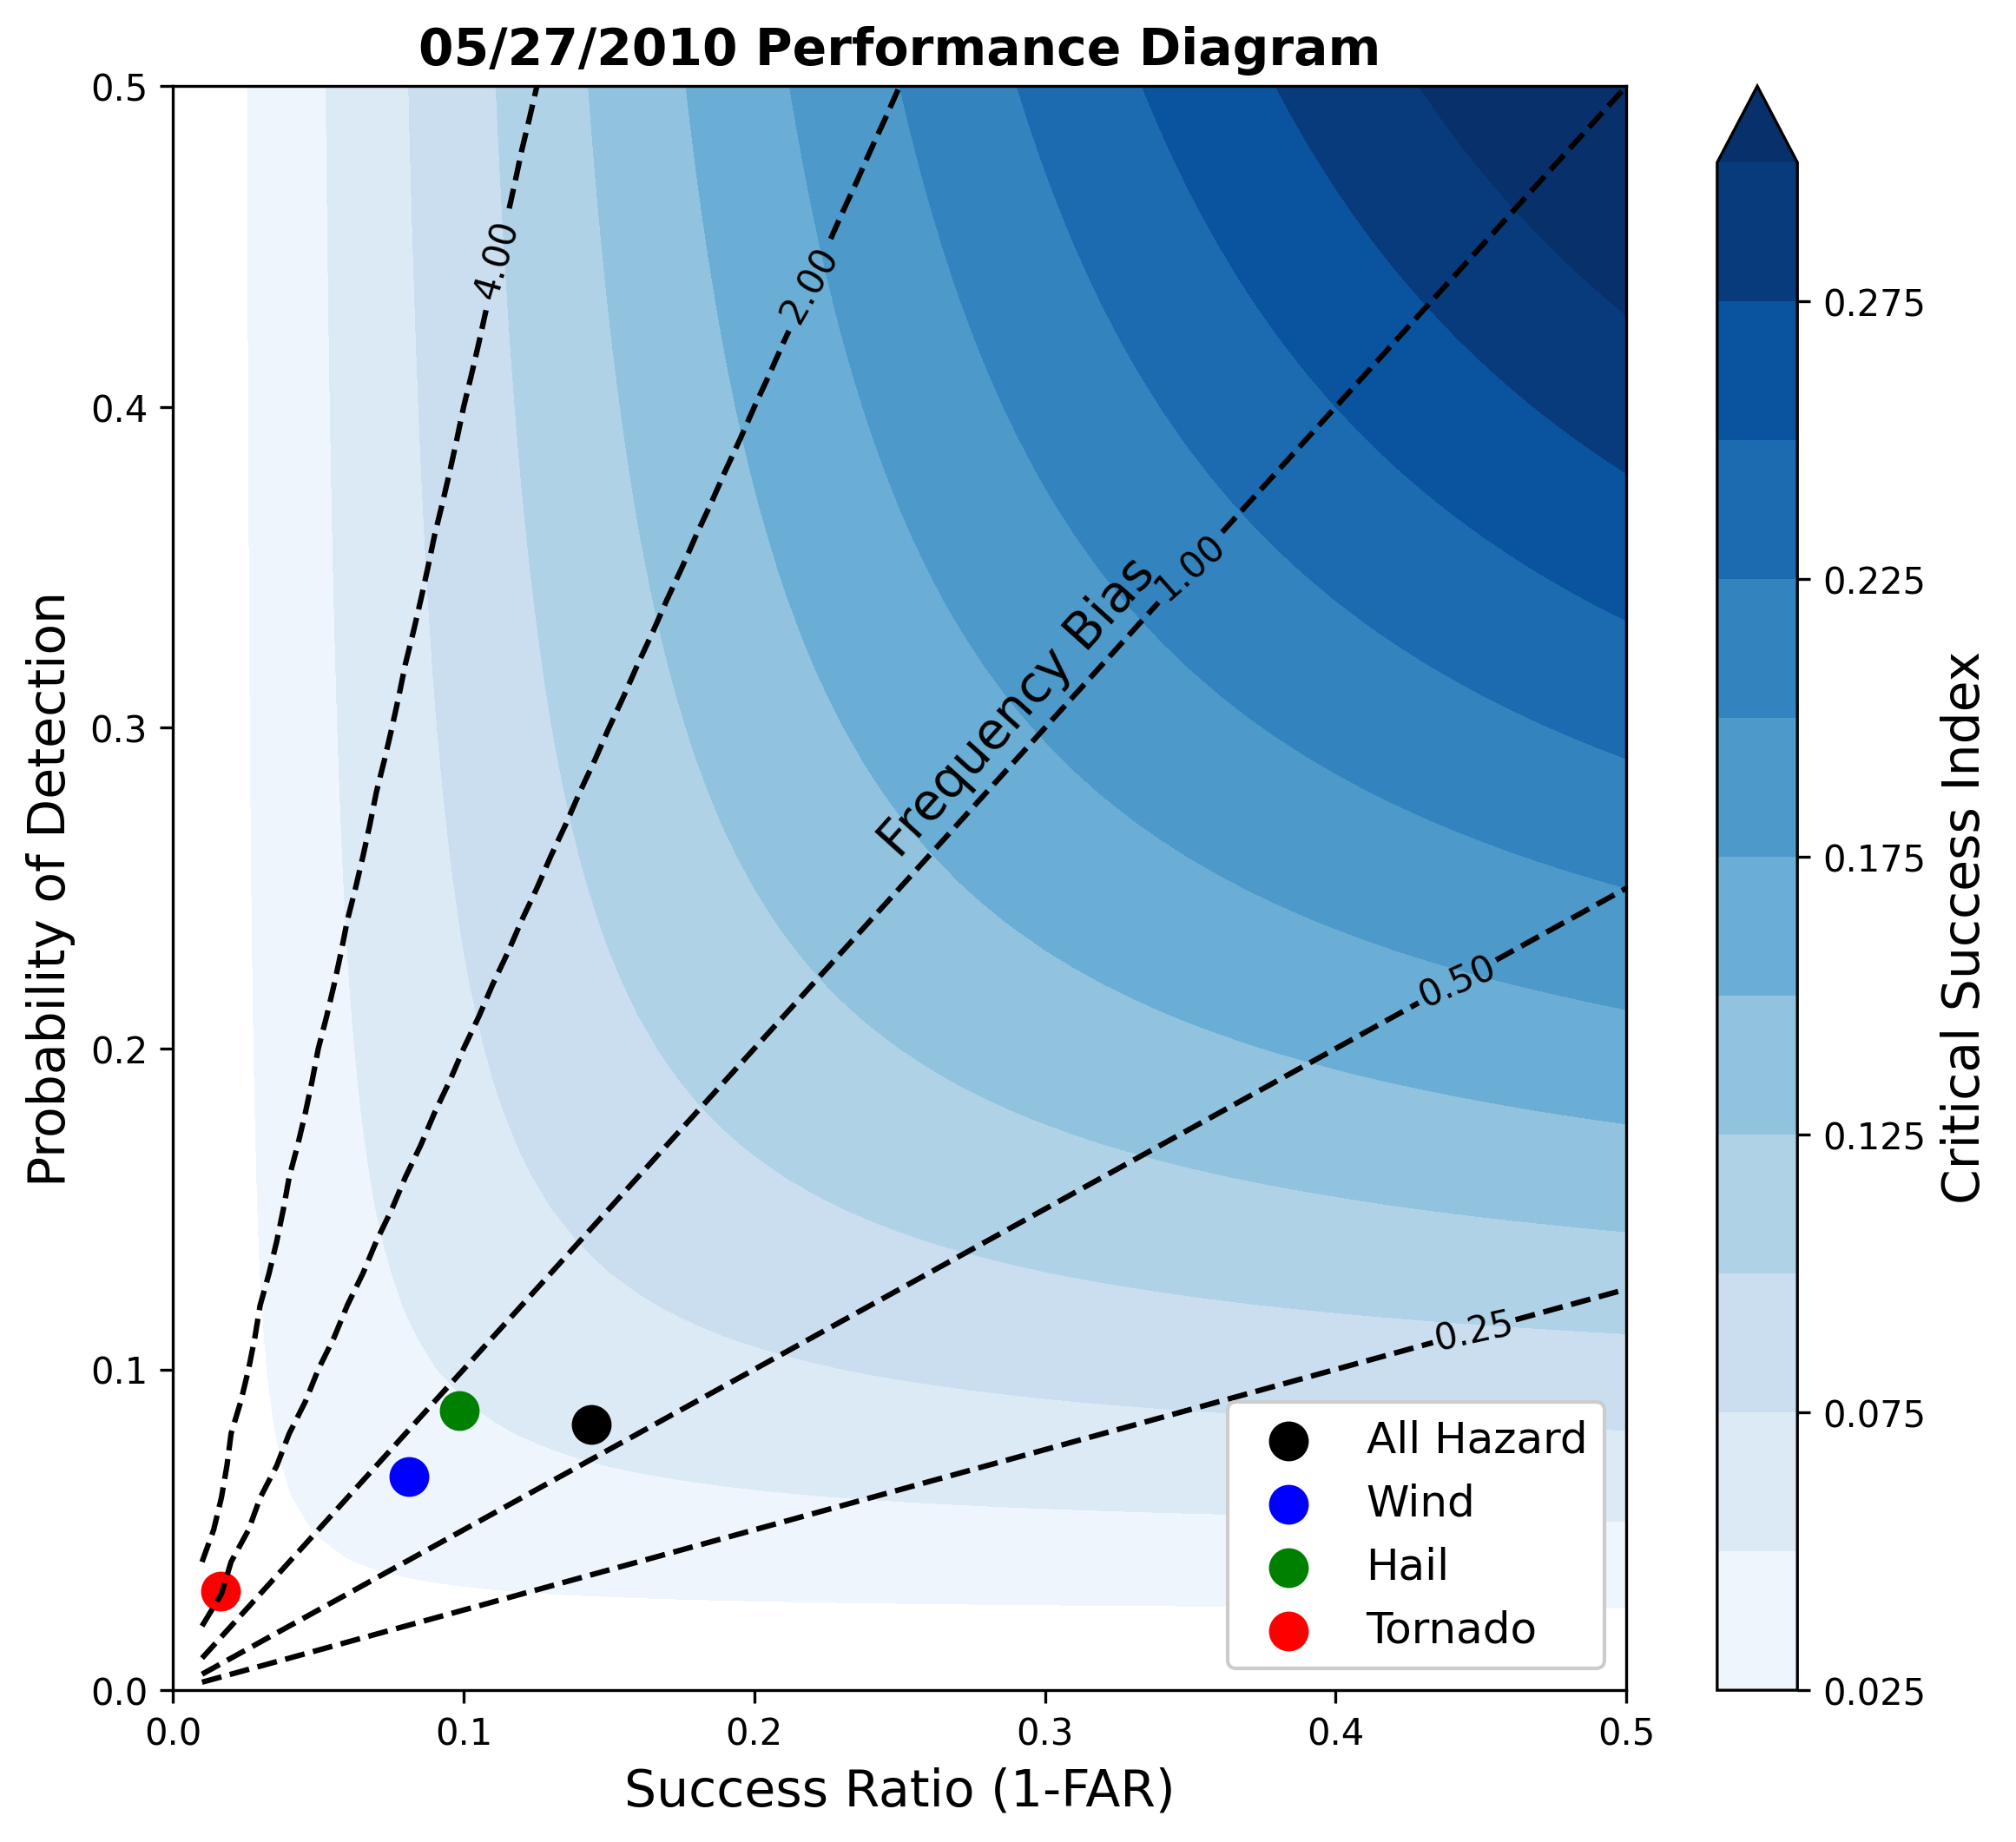 05/27/2010 Performance Diagram
0.5
0.4
0.3
0.2
0.1
0.0
Probability of Detection
0.0
0.1
0.2
0.3
0.4
0.5
Success Ratio (1-FAR)
4.00
2.00
1.00
0.50
0.25
Frequency Bias
All Hazard
Wind
Hail
Tornado
0.275
0.225
0.175
0.125
0.075
0.025
Critical Success Index